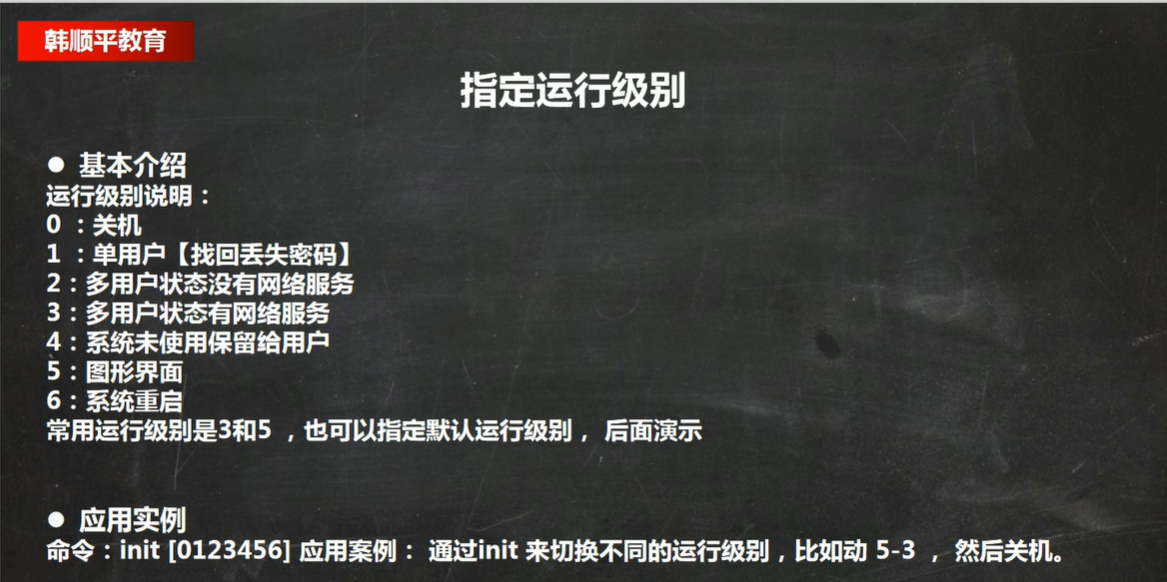 韩顺平教育
指定运行级别
● 基本介绍
运行级别说明：
0 ：关机
1 ：单用户【找回丢失密码】
2：多用户状态没有网络服务
3：多用户状态有网络服务
4：系统未使用保留给用户
5：图形界面
6：系统重启
常用运行级别是3和5 ，也可以指定默认运行级别， 后面演示
● 应用实例
命令：init [0123456] 应用案例： 通过init 来切换不同的运行级别，比如动 5-3 ， 然后关机。